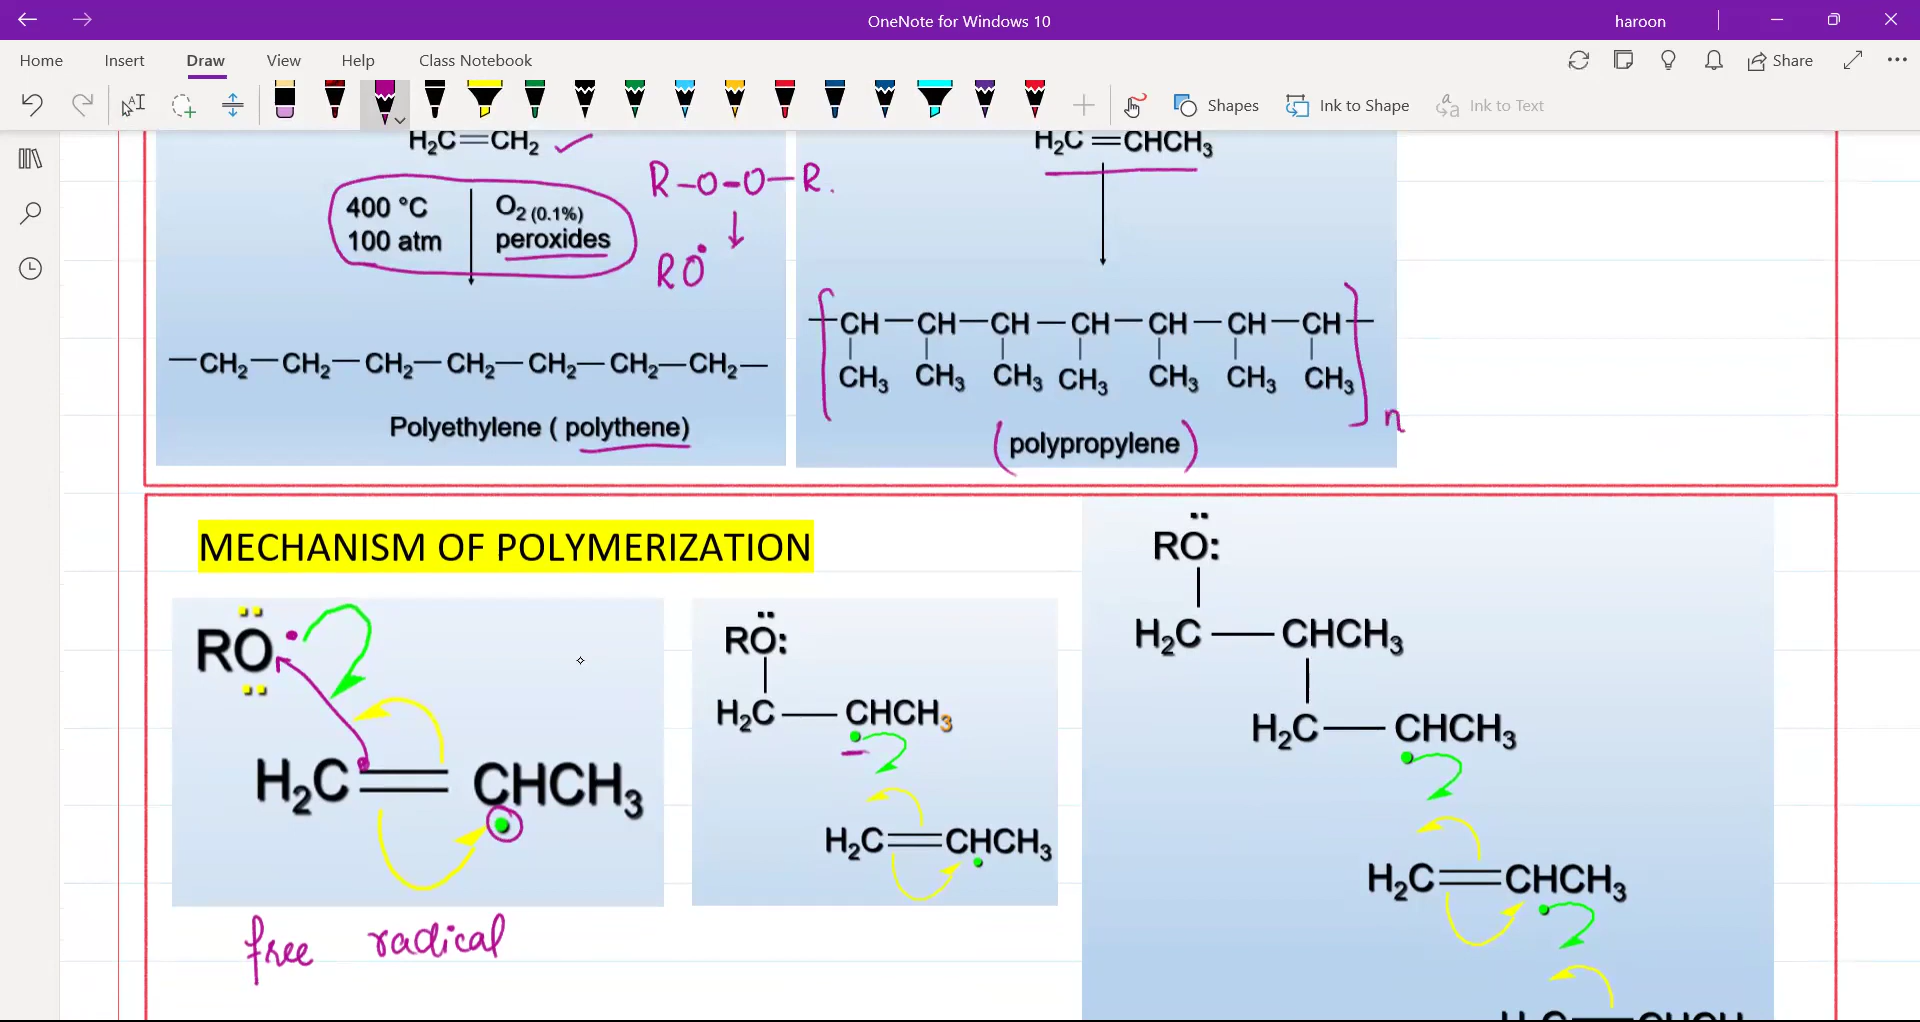 OneNote for Windows 10
haroon
Home Insert Draw View Help Class Notebook
Share
Shapes Ink to Shape Ink to Text
H₂C=CH₂
400 °C
100 atm
O₂ (0.1%)
peroxides
R-O-O-R.
RO•
—CH₂—CH₂—CH₂—CH₂—CH₂—CH₂—CH₂—
Polyethylene ( polythene)
H₂C=CHCH₃
—CH—CH—CH—CH—CH—CH—CH—
CH₃ CH₃ CH₃ CH₃ CH₃ CH₃ CH₃
n
(polypropylene)
MECHANISM OF POLYMERIZATION
RO
H₂C=CHCH₃
free radical
RO:
H₂C—CHCH₃
H₂C=CHCH₃
RO:
H₂C—CHCH₃
H₂C—CHCH₃
H₂C=CHCH₃